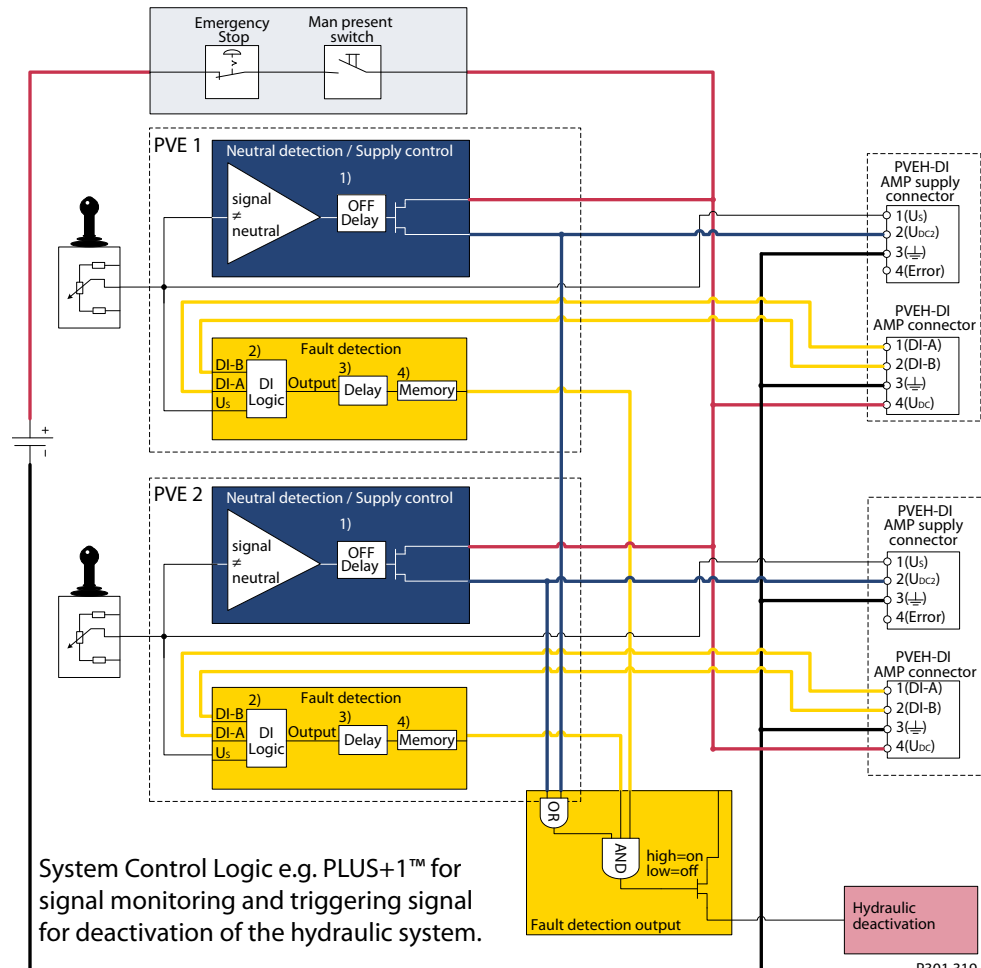 Emergency
Stop
Man present
switch
PVE 1
Neutral detection / Supply control
1)
signal
≠
neutral
OFF
Delay
PVEH-DI
AMP supply
connector
1(Us)
2(UDC2)
3(⏚)
4(Error)
PVEH-DI
AMP connector
1(DI-A)
2(DI-B)
3(⏚)
4(UDC)
Fault detection
2)
3)
4)
DI-B
DI-A
Us
DI
Logic
Output
Delay
Memory
+
−
PVE 2
Neutral detection / Supply control
1)
signal
≠
neutral
OFF
Delay
PVEH-DI
AMP supply
connector
1(Us)
2(UDC2)
3(⏚)
4(Error)
PVEH-DI
AMP connector
1(DI-A)
2(DI-B)
3(⏚)
4(UDC)
Fault detection
2)
3)
4)
DI-B
DI-A
Us
DI
Logic
Output
Delay
Memory
OR
AND
high=on
low=off
Fault detection output
Hydraulic
deactivation
System Control Logic e.g. PLUS+1™ for
signal monitoring and triggering signal
for deactivation of the hydraulic system.